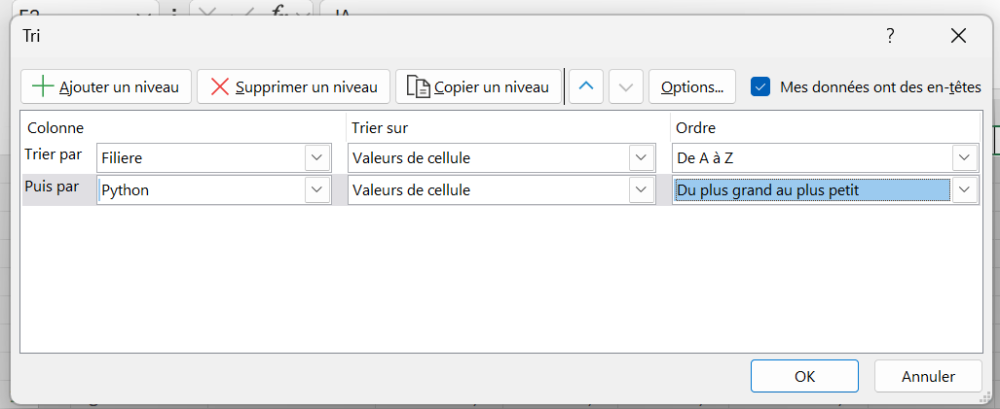 Tri
Ajouter un niveau Supprimer un niveau Copier un niveau Options... Mes données ont des en-têtes
Colonne Trier sur Ordre
Trier par Filiere Valeurs de cellule De A à Z
Puis par Python Valeurs de cellule Du plus grand au plus petit
OK Annuler